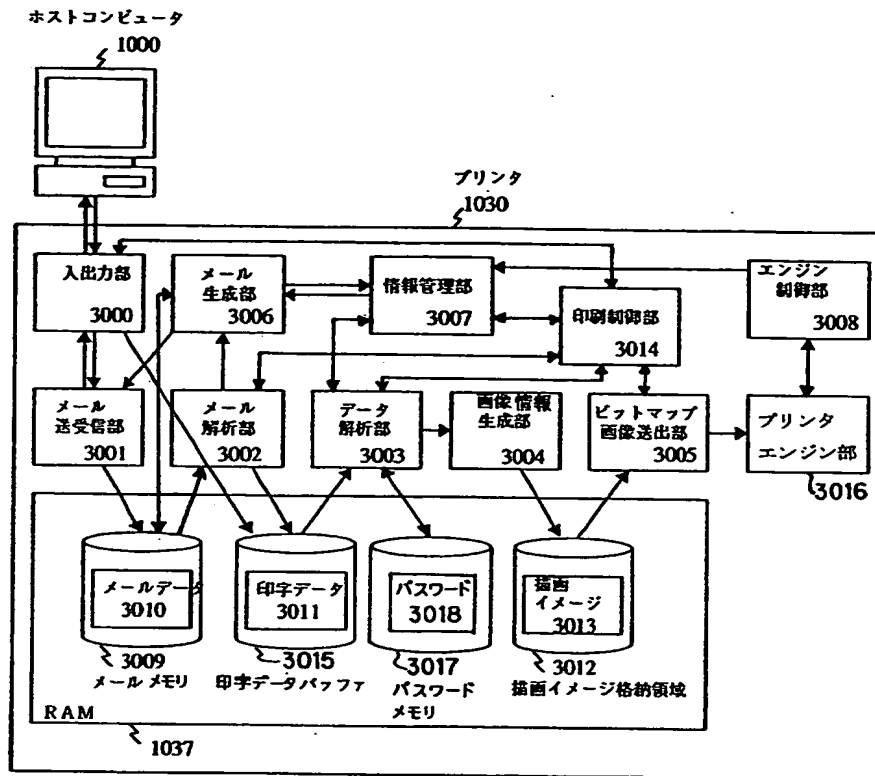 ホストコンピュータ
1000
プリンタ
1030
入出力部
3000
メール
生成部
3006
情報管理部
3007
印刷制御部
3014
エンジン
制御部
3008
メール
送受信部
3001
メール
解析部
3002
データ
解析部
3003
画像情報
生成部
3004
ビットマップ
画像送出部
3005
プリンタ
エンジン部
3016
メールデータ
3010
印字データ
3011
パスワード
3018
描画
イメージ
3013
3009
メールメモリ
3015
印字データバッファ
3017
パスワード
メモリ
3012
描画イメージ格納領域
RAM
1037